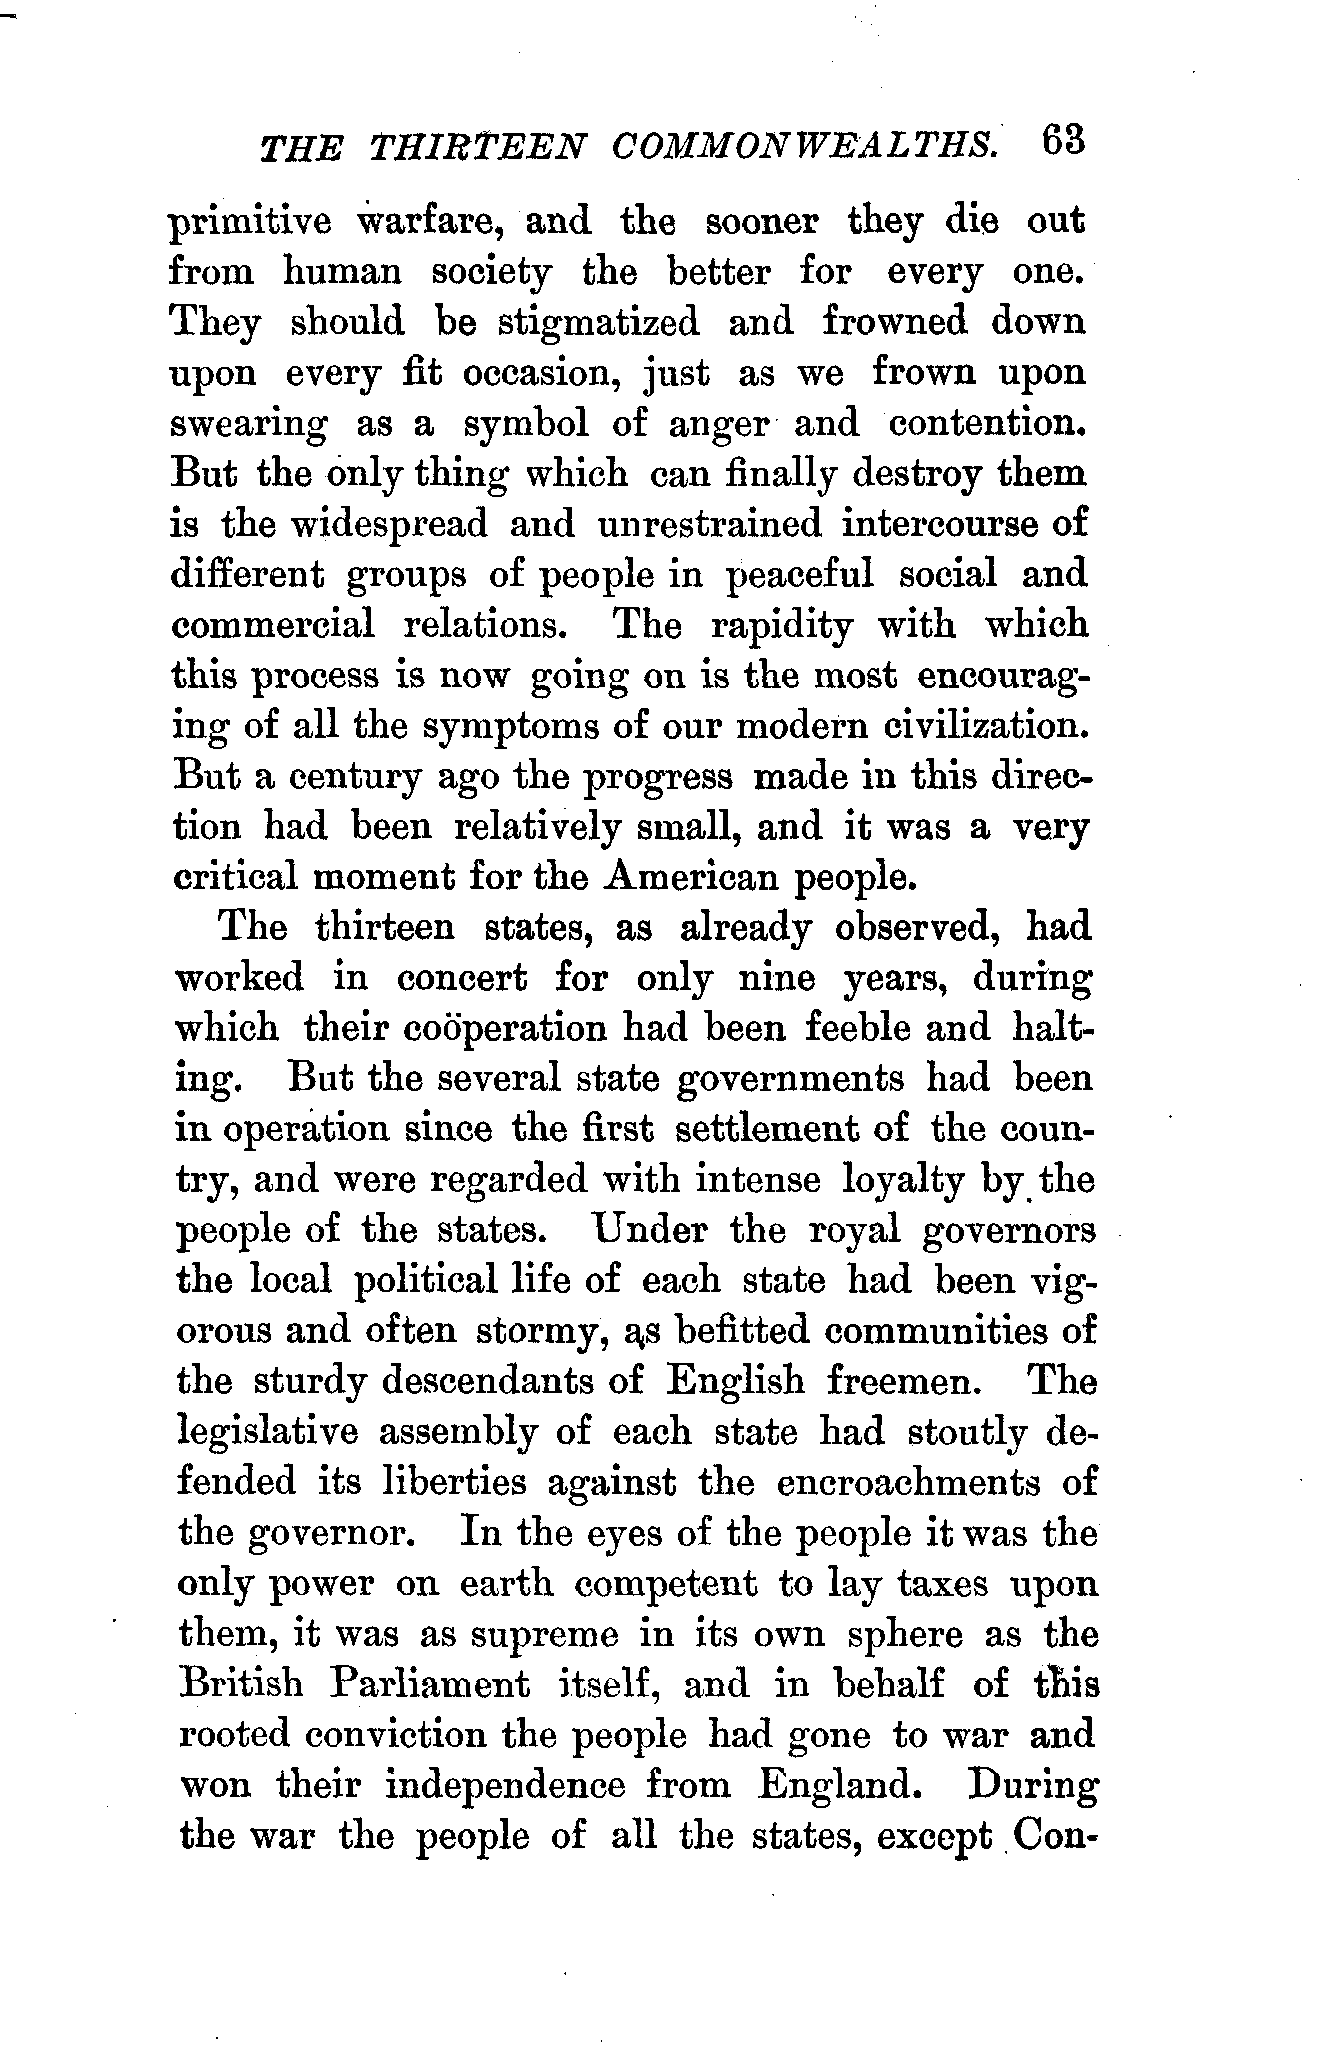 THE THIRTEEN COMMONWEALTHS. 63
primitive warfare, and the sooner they die out
from human society the better for every one.
They should be stigmatized and frowned down
upon every fit occasion, just as we frown upon
swearing as a symbol of anger and contention.
But the only thing which can finally destroy them
is the widespread and unrestrained intercourse of
different groups of people in peaceful social and
commercial relations. The rapidity with which
this process is now going on is the most encourag-
ing of all the symptoms of our modern civilization.
But a century ago the progress made in this direc-
tion had been relatively small, and it was a very
critical moment for the American people.
The thirteen states, as already observed, had
worked in concert for only nine years, during
which their coöperation had been feeble and halt-
ing. But the several state governments had been
in operation since the first settlement of the coun-
try, and were regarded with intense loyalty by the
people of the states. Under the royal governors
the local political life of each state had been vig-
orous and often stormy, as befitted communities of
the sturdy descendants of English freemen. The
legislative assembly of each state had stoutly de-
fended its liberties against the encroachments of
the governor. In the eyes of the people it was the
only power on earth competent to lay taxes upon
them, it was as supreme in its own sphere as the
British Parliament itself, and in behalf of this
rooted conviction the people had gone to war and
won their independence from England. During
the war the people of all the states, except Con-